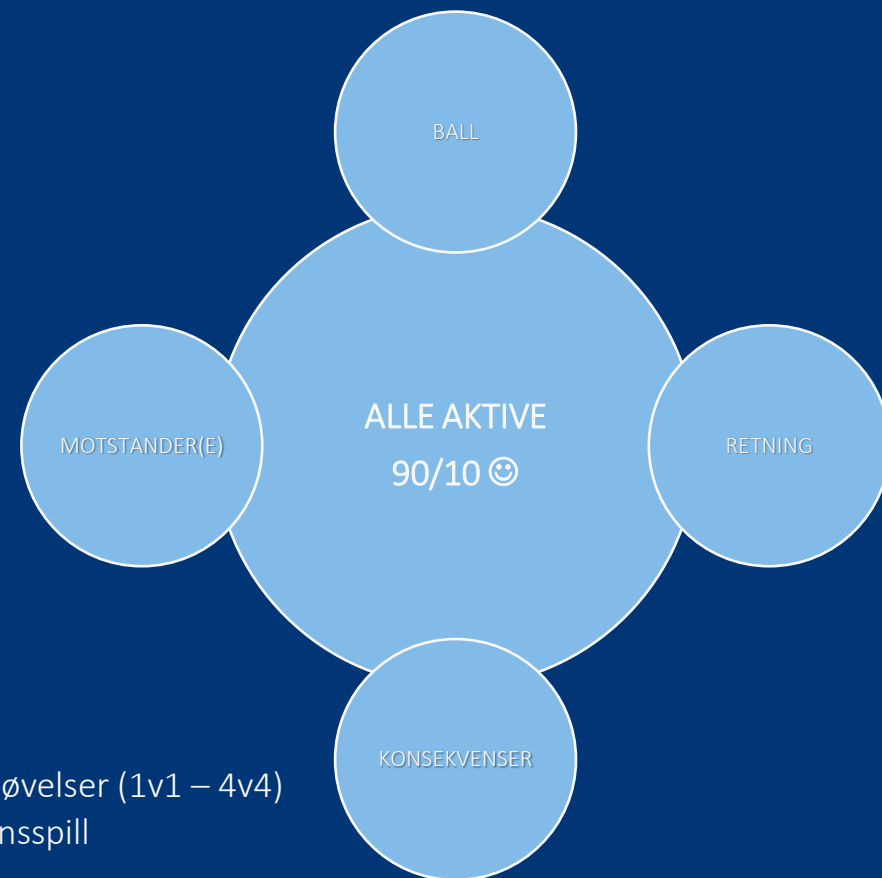 BALL
ALLE AKTIVE
90/10 ☺
MOTSTANDER(E)
RETNING
KONSEKVENSER
øvelser (1v1 – 4v4)
nsspill